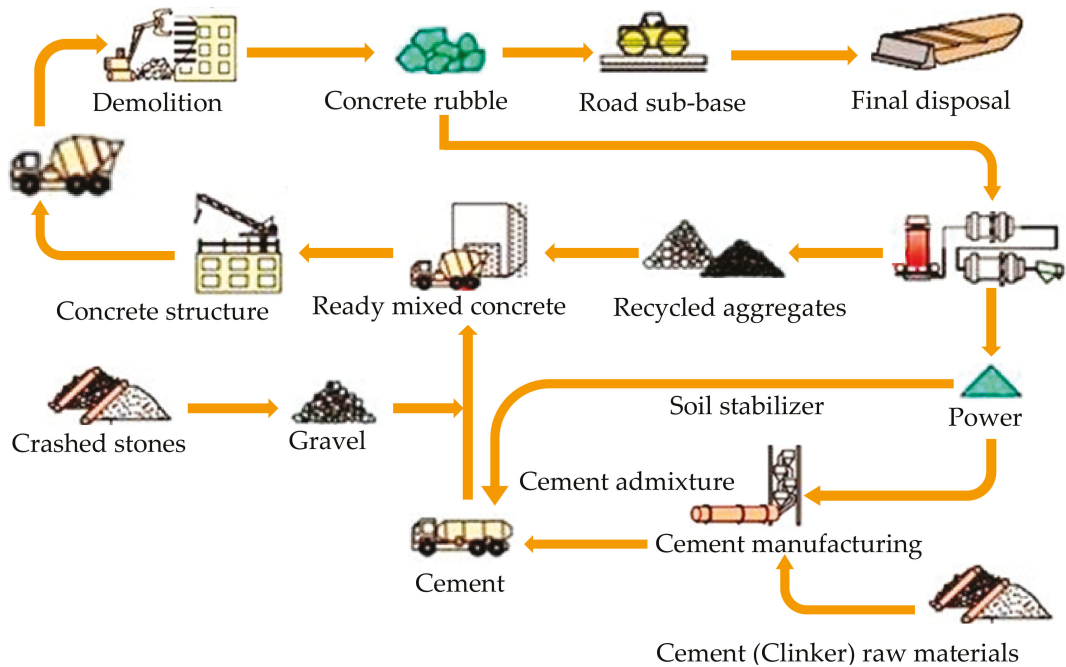 Demolition
Concrete rubble
Road sub-base
Final disposal
Concrete structure
Ready mixed concrete
Recycled aggregates
Crashed stones
Gravel
Soil stabilizer
Power
Cement admixture
Cement
Cement manufacturing
Cement (Clinker) raw materials